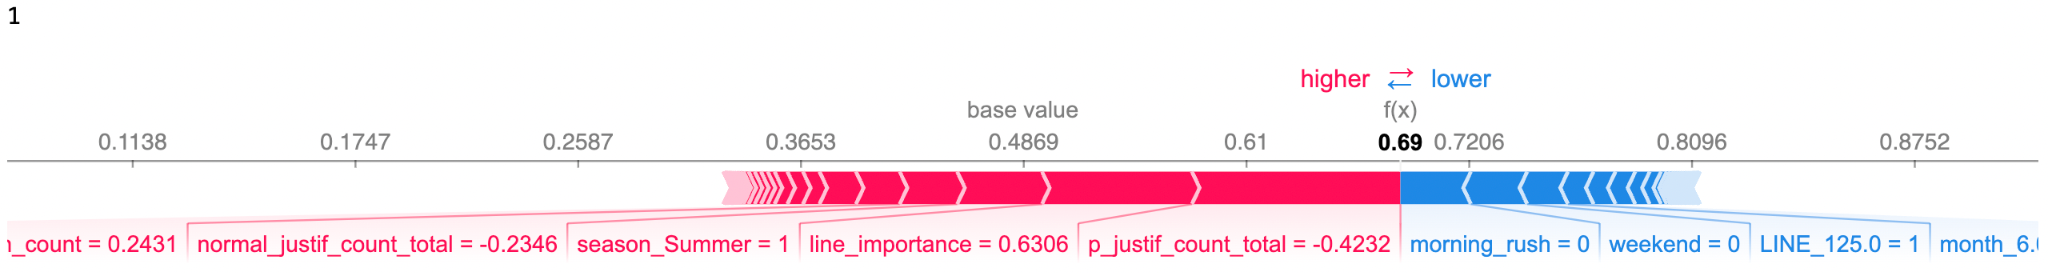 1
higher lower
base value f(x)
0.1138 0.1747 0.2587 0.3653 0.4869 0.61 0.69 0.7206 0.8096 0.8752
_count = 0.2431 normal_justif_count_total = -0.2346 season_Summer = 1 line_importance = 0.6306 p_justif_count_total = -0.4232 morning_rush = 0 weekend = 0 LINE_125.0 = 1 month_6.